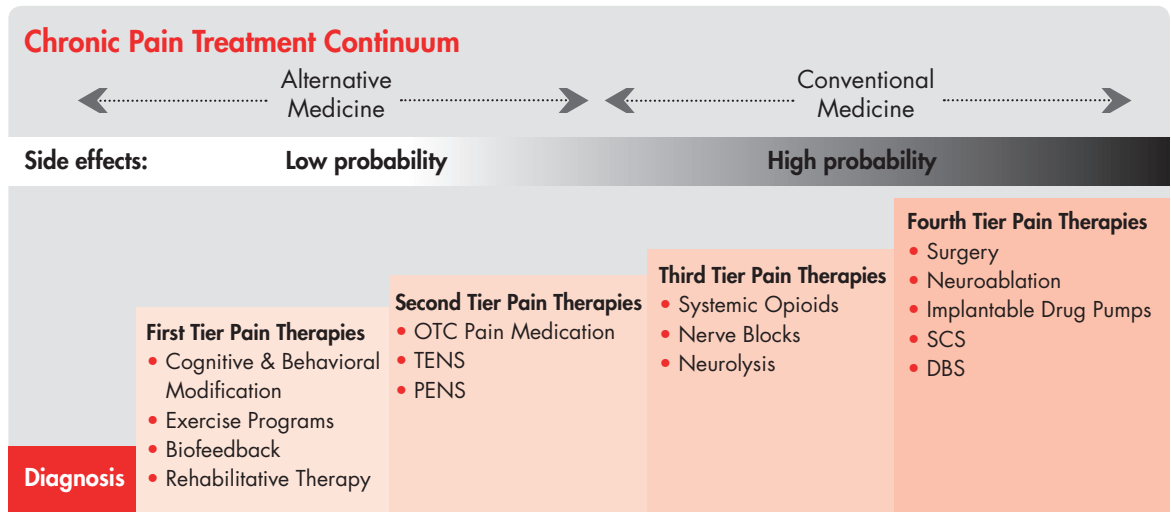 Chronic Pain Treatment Continuum
Alternative
Medicine
Conventional
Medicine
Side effects:
Low probability
High probability
Diagnosis
First Tier Pain Therapies
• Cognitive & Behavioral
Modification
• Exercise Programs
• Biofeedback
• Rehabilitative Therapy
Second Tier Pain Therapies
• OTC Pain Medication
• TENS
• PENS
Third Tier Pain Therapies
• Systemic Opioids
• Nerve Blocks
• Neurolysis
Fourth Tier Pain Therapies
• Surgery
• Neuroablation
• Implantable Drug Pumps
• SCS
• DBS